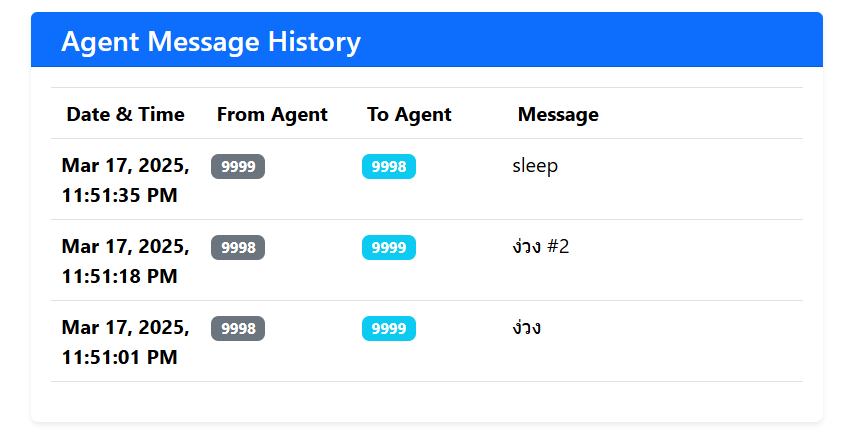 Agent Message History
Date & Time From Agent To Agent Message
Mar 17, 2025, 9999 9998 sleep
11:51:35 PM
Mar 17, 2025, 9998 9999 ง่วง #2
11:51:18 PM
Mar 17, 2025, 9998 9999 ง่วง
11:51:01 PM